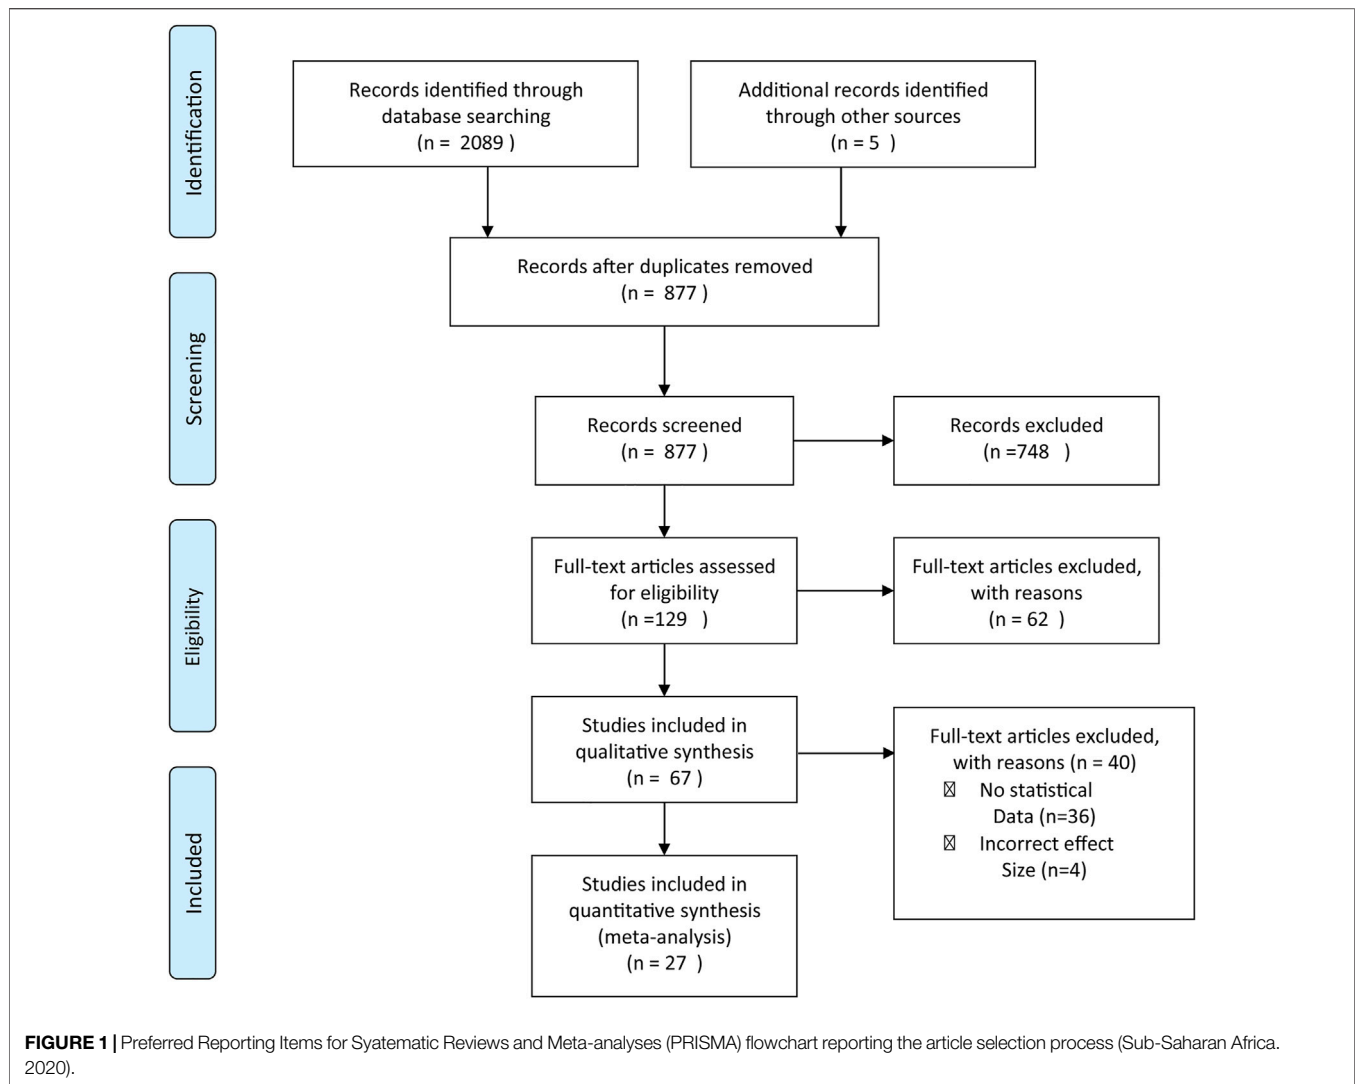 Identification
Records identified through
database searching
(n = 2089 )
Additional records identified
through other sources
(n = 5 )
Records after duplicates removed
(n = 877 )
Screening
Records screened
(n = 877 )
Records excluded
(n =748 )
Eligibility
Full-text articles assessed
for eligibility
(n =129 )
Full-text articles excluded,
with reasons
(n = 62 )
Studies included in
qualitative synthesis
(n = 67 )
Full-text articles excluded,
with reasons (n = 40)
No statistical
Data (n=36)
Incorrect effect
Size (n=4)
Included
Studies included in
quantitative synthesis
(meta-analysis)
(n = 27 )
FIGURE 1 | Preferred Reporting Items for Syatematic Reviews and Meta-analyses (PRISMA) flowchart reporting the article selection process (Sub-Saharan Africa.
2020).